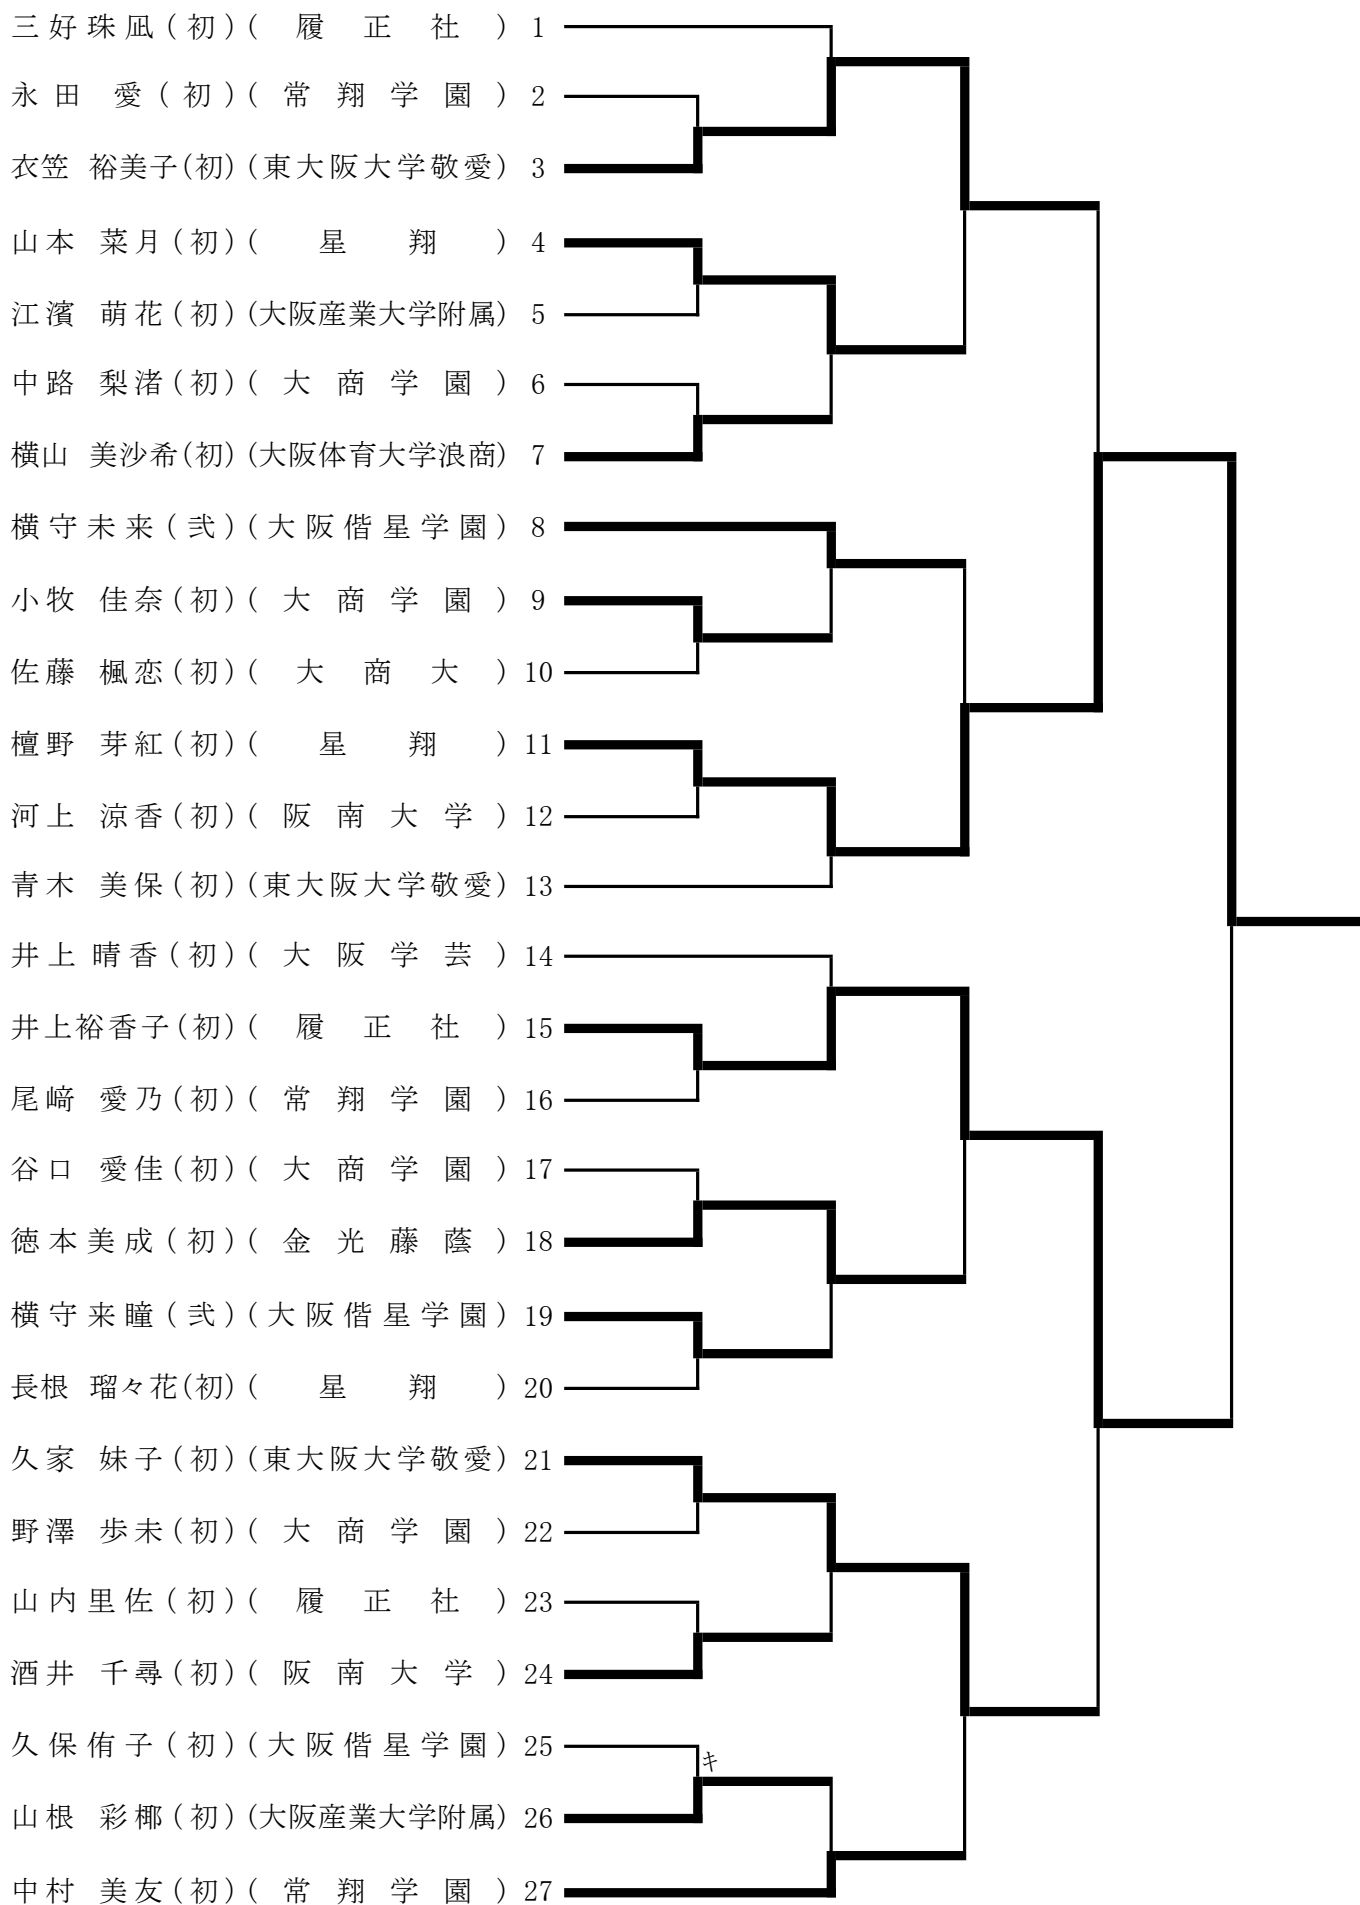 三好珠凪(初)(履正社) 1
永田 愛(初)(常翔学園) 2
衣笠 裕美子(初)(東大阪大学敬愛) 3
山本 菜月(初)(星翔) 4
江濱 萌花(初)(大阪産業大学附属) 5
中路 梨渚(初)(大商学園) 6
横山 美沙希(初)(大阪体育大学浪商) 7
横守未来(弐)(大阪偕星学園) 8
小牧 佳奈(初)(大商学園) 9
佐藤 楓恋(初)(大商大) 10
檀野 芽紅(初)(星翔) 11
河上 涼香(初)(阪南大学) 12
青木 美保(初)(東大阪大学敬愛) 13
井上晴香(初)(大阪学芸) 14
井上裕香子(初)(履正社) 15
尾﨑 愛乃(初)(常翔学園) 16
谷口 愛佳(初)(大商学園) 17
徳本美成(初)(金光藤蔭) 18
横守来瞳(弐)(大阪偕星学園) 19
長根 瑠々花(初)(星翔) 20
久家 妹子(初)(東大阪大学敬愛) 21
野澤 歩未(初)(大商学園) 22
山内里佐(初)(履正社) 23
酒井 千尋(初)(阪南大学) 24
久保侑子(初)(大阪偕星学園) 25
キ
山根 彩椰(初)(大阪産業大学附属) 26
中村 美友(初)(常翔学園) 27